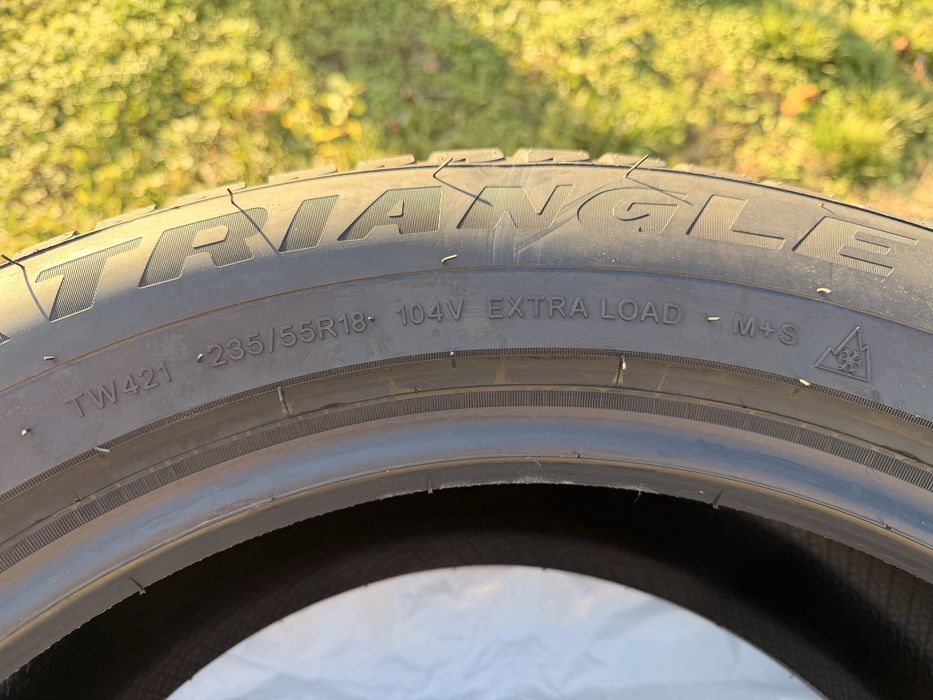 TRIANGLE
TW421 235/55R18 104V EXTRA LOAD M+S